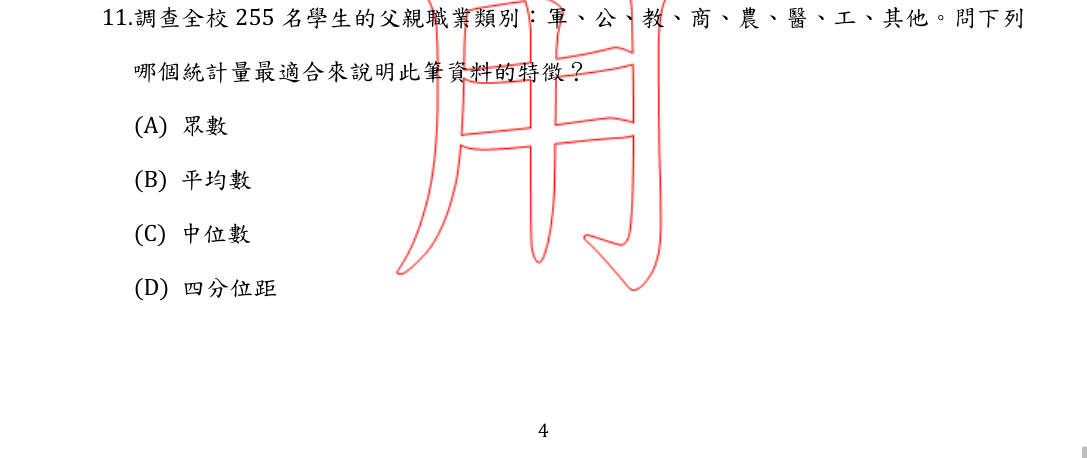 11.調查全校 255 名學生的父親職業類別：軍、公、教、商、農、醫、工、其他。問下列
哪個統計量最適合來說明此筆資料的特徵？
(A) 眾數
(B) 平均數
(C) 中位數
(D) 四分位距
用
4